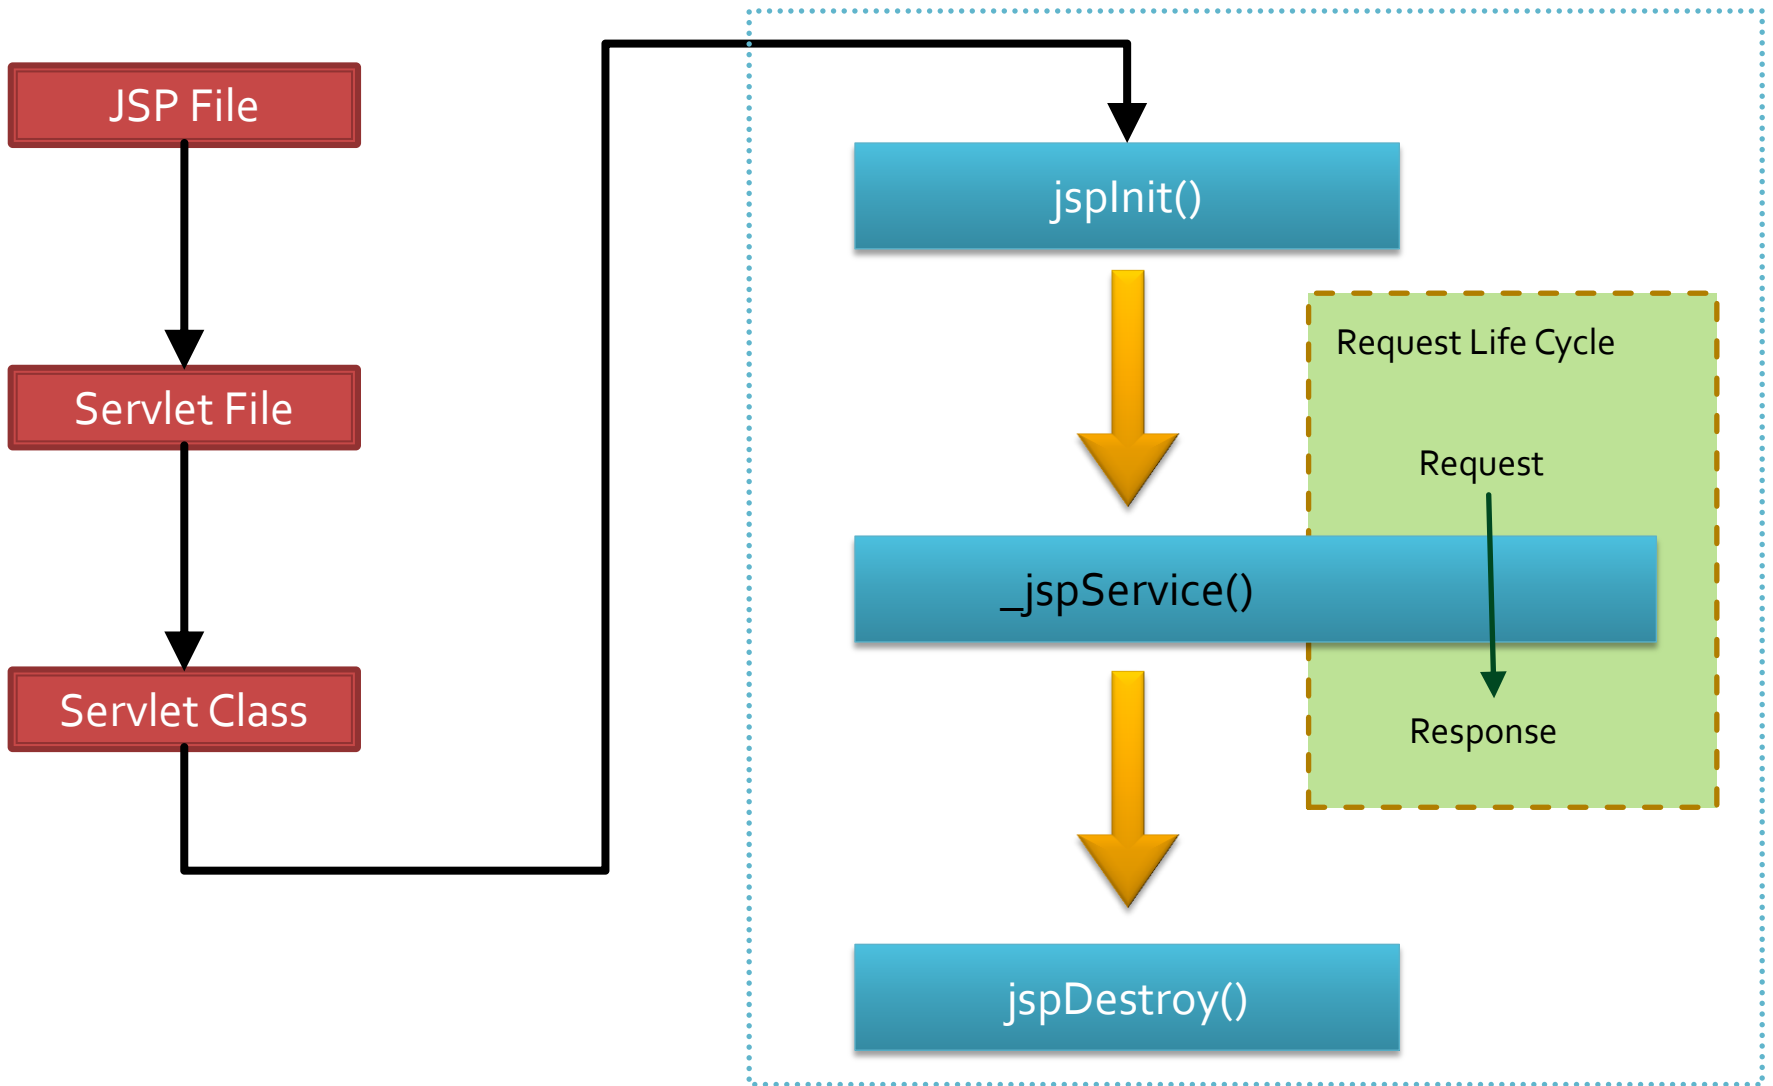 JSP File
Servlet File
Servlet Class
jspInit()
Request Life Cycle
Request
_jspService()
Response
jspDestroy()